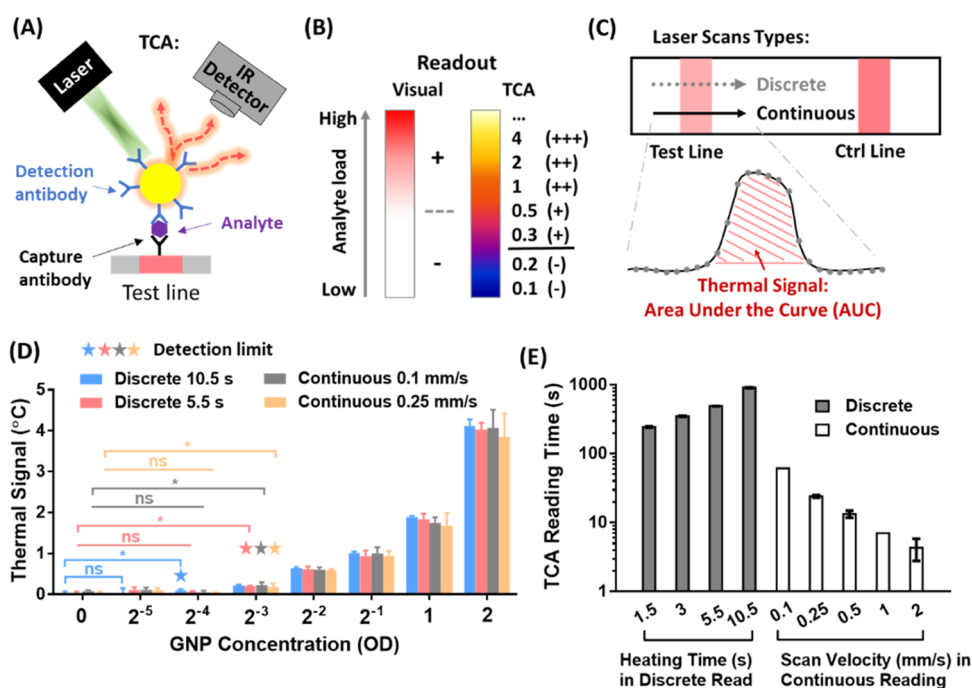 (A)
TCA:
Laser
IR
Detector
Detection
antibody
Analyte
Capture
antibody
Test line
(B)
Readout
Visual
TCA
High
Analyte load
Low
+
-
...
4 (+++)
2 (++)
1 (++)
0.5 (+)
0.3 (+)
0.2 (-)
0.1 (-)
(C)
Laser Scans Types:
Discrete
Continuous
Test Line
Ctrl Line
Thermal Signal:
Area Under the Curve (AUC)
(D)
Detection limit
Discrete 10.5 s
Continuous 0.1 mm/s
Discrete 5.5 s
Continuous 0.25 mm/s
Thermal Signal (°C)
5
4
3
2
1
0
*
ns
*
ns
*
ns
*
ns
0 2⁻⁵ 2⁻⁴ 2⁻³ 2⁻² 2⁻¹ 1 2
GNP Concentration (OD)
(E)
TCA Reading Time (s)
1000
100
10
1
Discrete
Continuous
1.5 3 5.5 10.5 0.1 0.25 0.5 1 2
Heating Time (s)
in Discrete Read
Scan Velocity (mm/s) in
Continuous Reading